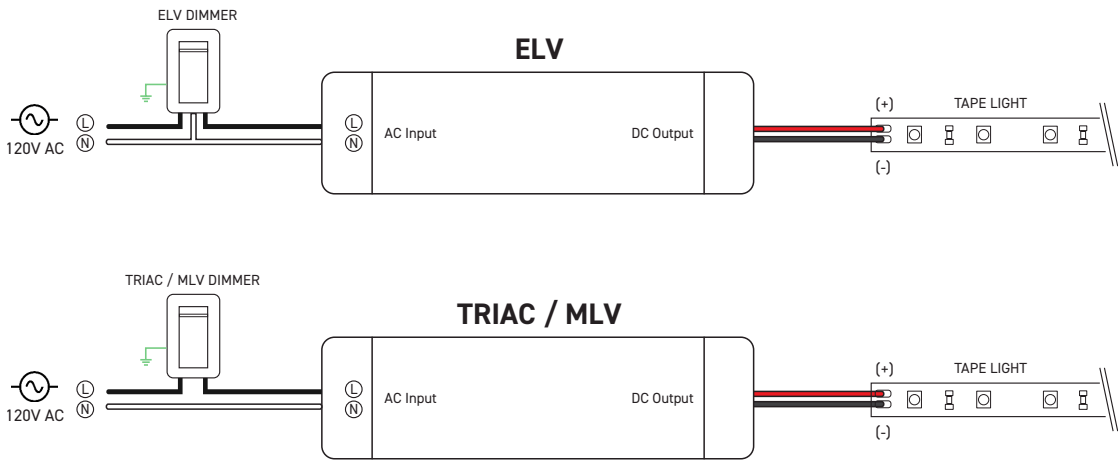 ELV DIMMER
ELV
120V AC
L
N
L
N
AC Input
DC Output
(+)
(-)
TAPE LIGHT
TRIAC / MLV DIMMER
TRIAC / MLV
120V AC
L
N
L
N
AC Input
DC Output
(+)
(-)
TAPE LIGHT